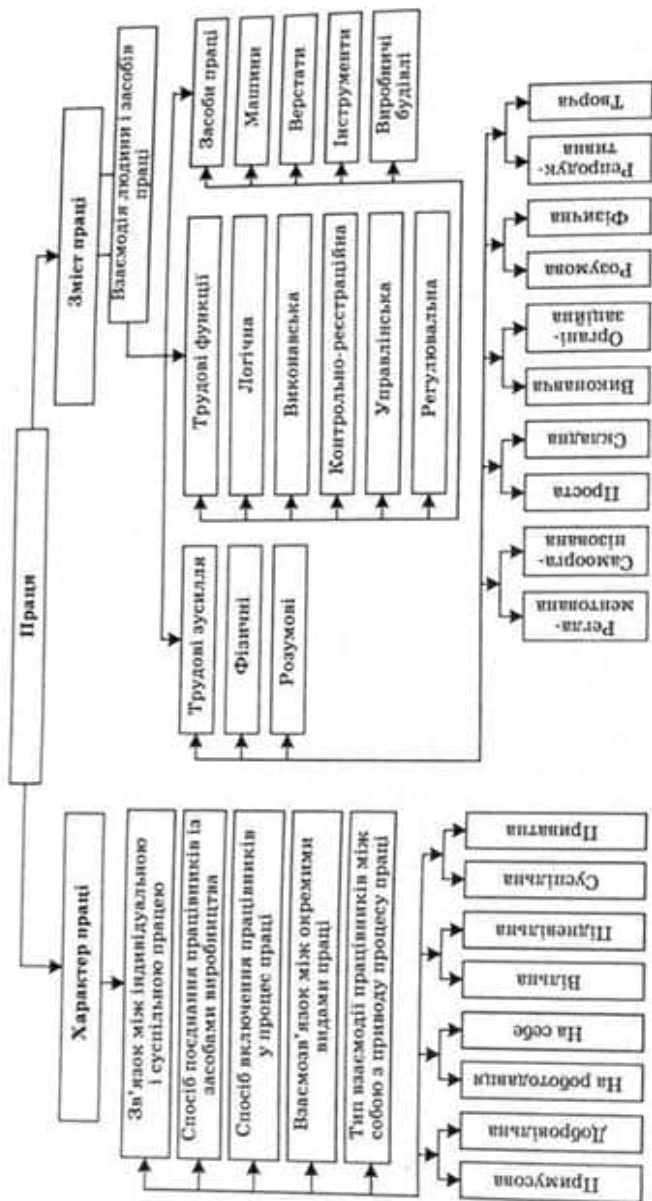 Праця
Характер праці
Зміст праці
Взаємодія людини і засобів
праці
Зв'язок між індивідуальною
і суспільною працею
Спосіб поєднання працівників із
засобами виробництва
Спосіб включення працівників
у процес праці
Взаємозв'язок між окремими
видами праці
Тип взаємодії працівників між
собою з приводу процесу праці
Трудові зусилля
Фізичні
Розумові
Трудові функції
Логічна
Виконавська
Контрольно-реєстраційна
Управлінська
Регулювальна
Засоби праці
Машини
Верстати
Інструменти
Виробничі
будівлі
Примусова
Добровільна
На роботодавця
На себе
Вільна
Підневільна
Суспільна
Приватна
Регла-
ментована
Самоорга-
нізована
Проста
Складна
Виконавча
Органі-
заційна
Розумова
Фізична
Репродук-
тивна
Творча